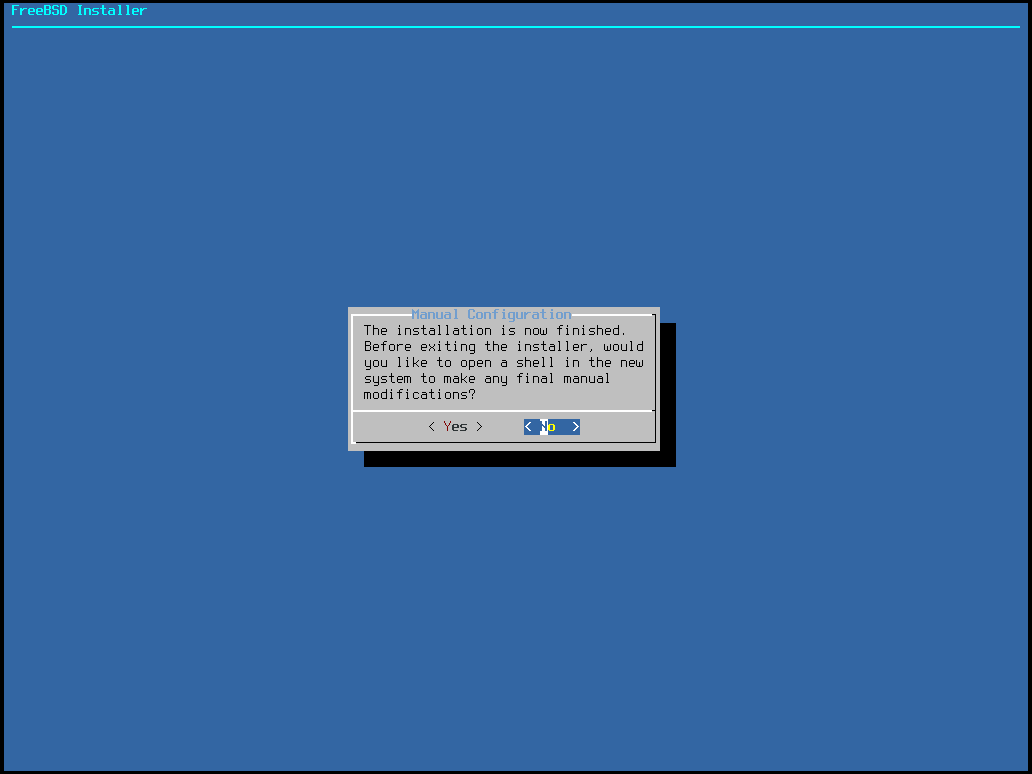 FreeBSD Installer
Manual Configuration
The installation is now finished.
Before exiting the installer, would
you like to open a shell in the new
system to make any final manual
modifications?
< Yes > < No >